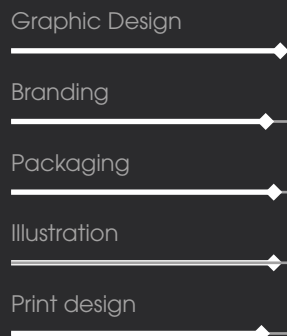 Graphic Design
Branding
Packaging
Illustration
Print design